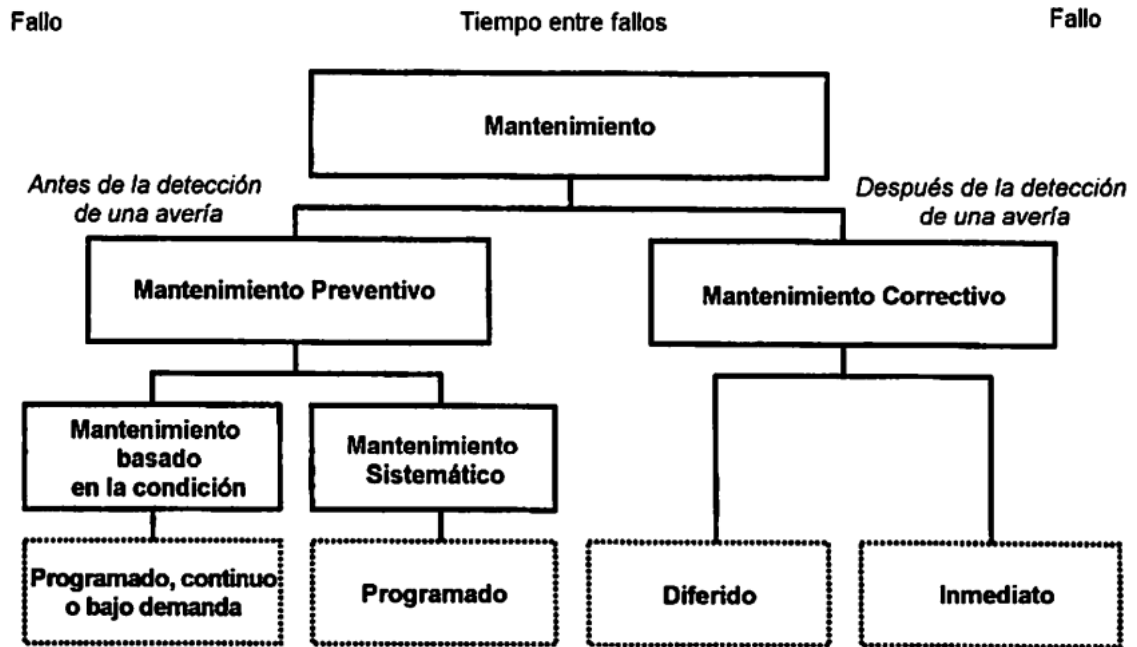 Fallo
Tiempo entre fallos
Fallo
Mantenimiento
Antes de la detección
de una avería
Después de la detección
de una avería
Mantenimiento Preventivo
Mantenimiento Correctivo
Mantenimiento
basado
en la condición
Mantenimiento
Sistemático
Programado, continuo
o bajo demanda
Programado
Diferido
Inmediato